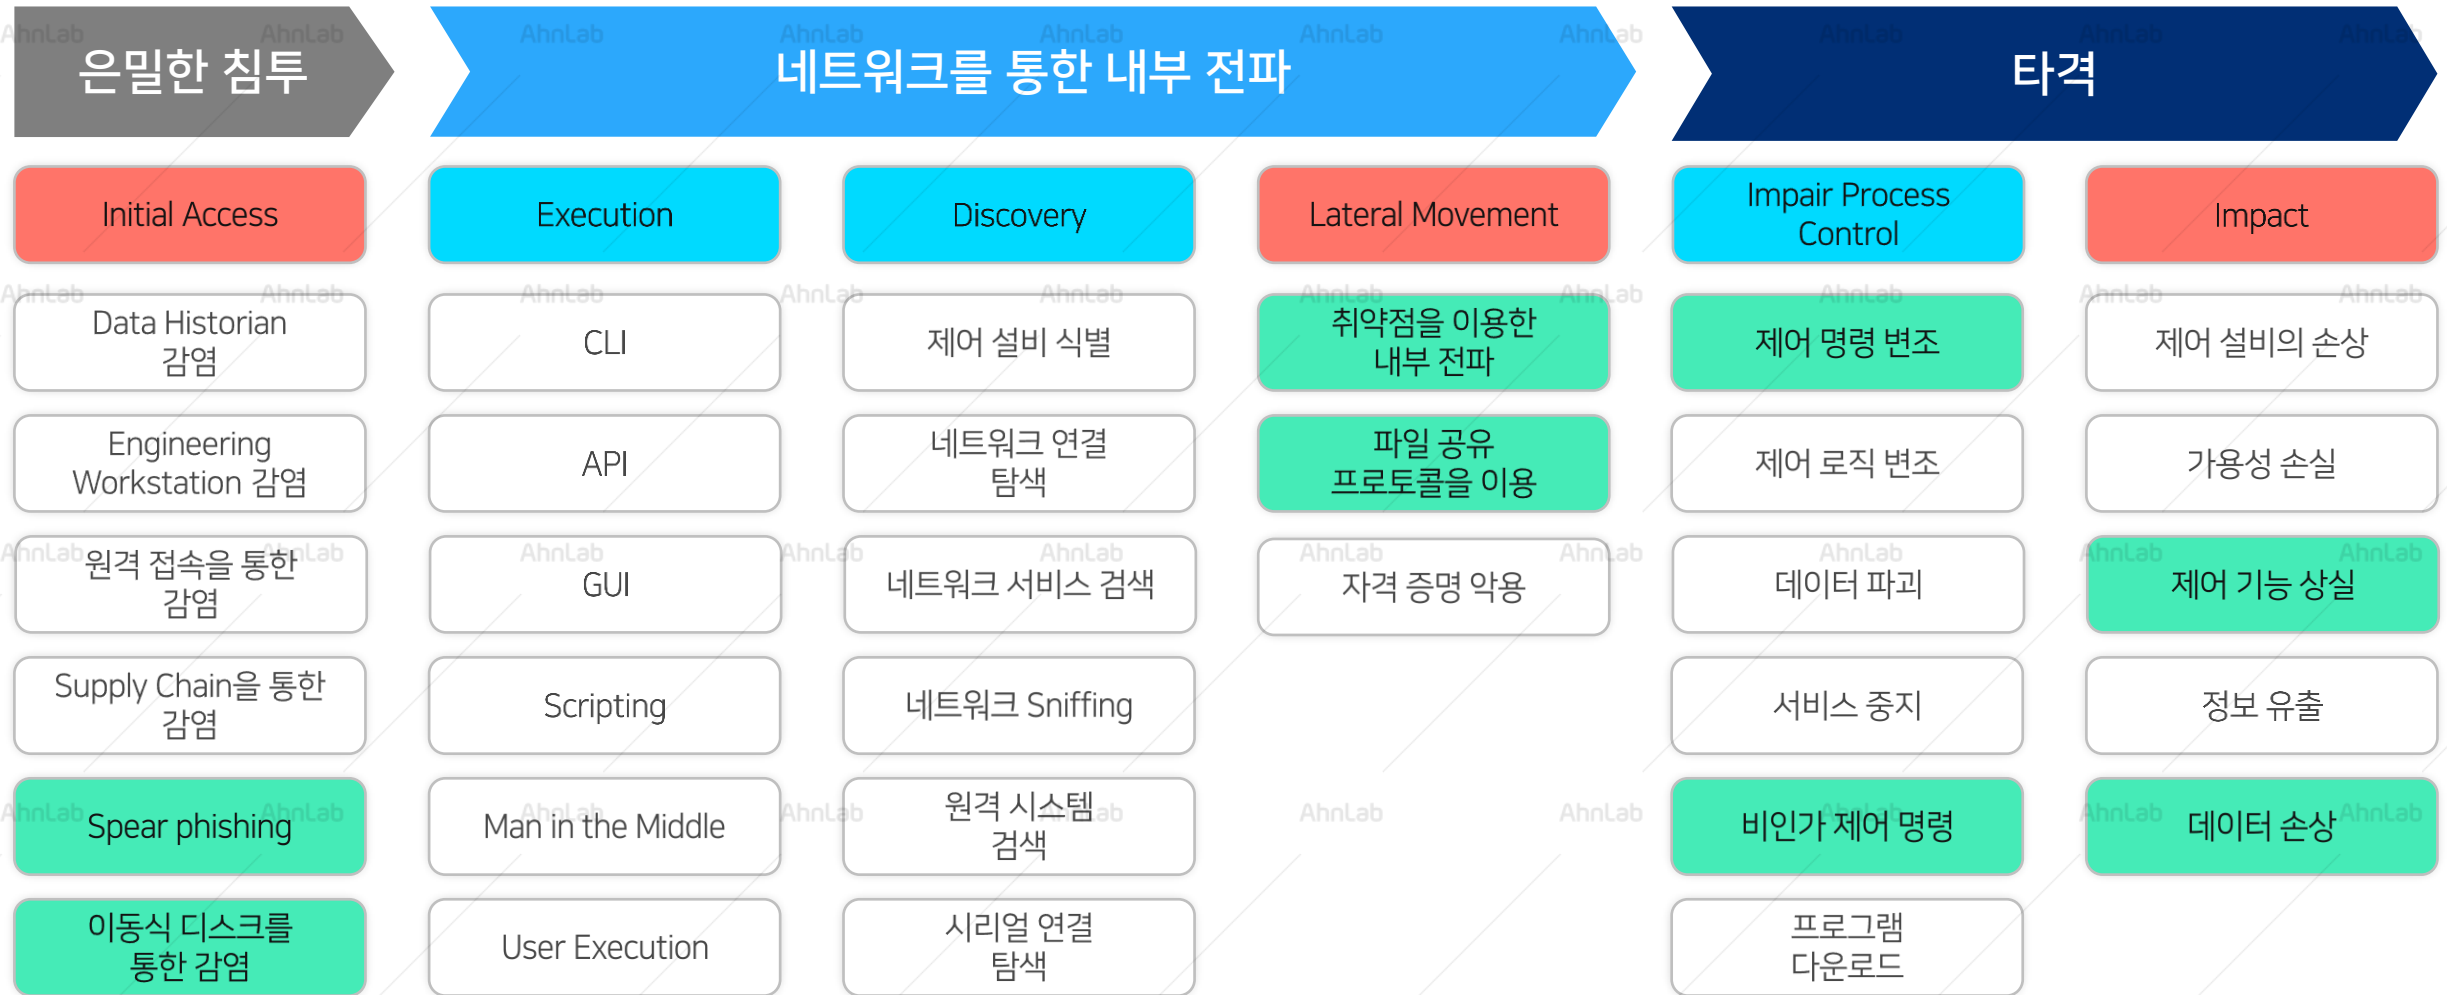 은밀한 침투
네트워크를 통한 내부 전파
타격
Initial Access
Execution
Discovery
Lateral Movement
Impair Process
Control
Impact
Data Historian
감염
CLI
제어 설비 식별
취약점을 이용한
내부 전파
제어 명령 변조
제어 설비의 손상
Engineering
Workstation 감염
API
네트워크 연결
탐색
파일 공유
프로토콜을 이용
제어 로직 변조
가용성 손실
원격 접속을 통한
감염
GUI
네트워크 서비스 검색
자격 증명 악용
데이터 파괴
제어 기능 상실
Supply Chain을 통한
감염
Scripting
네트워크 Sniffing
서비스 중지
정보 유출
Spear phishing
Man in the Middle
원격 시스템
검색
비인가 제어 명령
데이터 손상
이동식 디스크를
통한 감염
User Execution
시리얼 연결
탐색
프로그램
다운로드
AhnLab